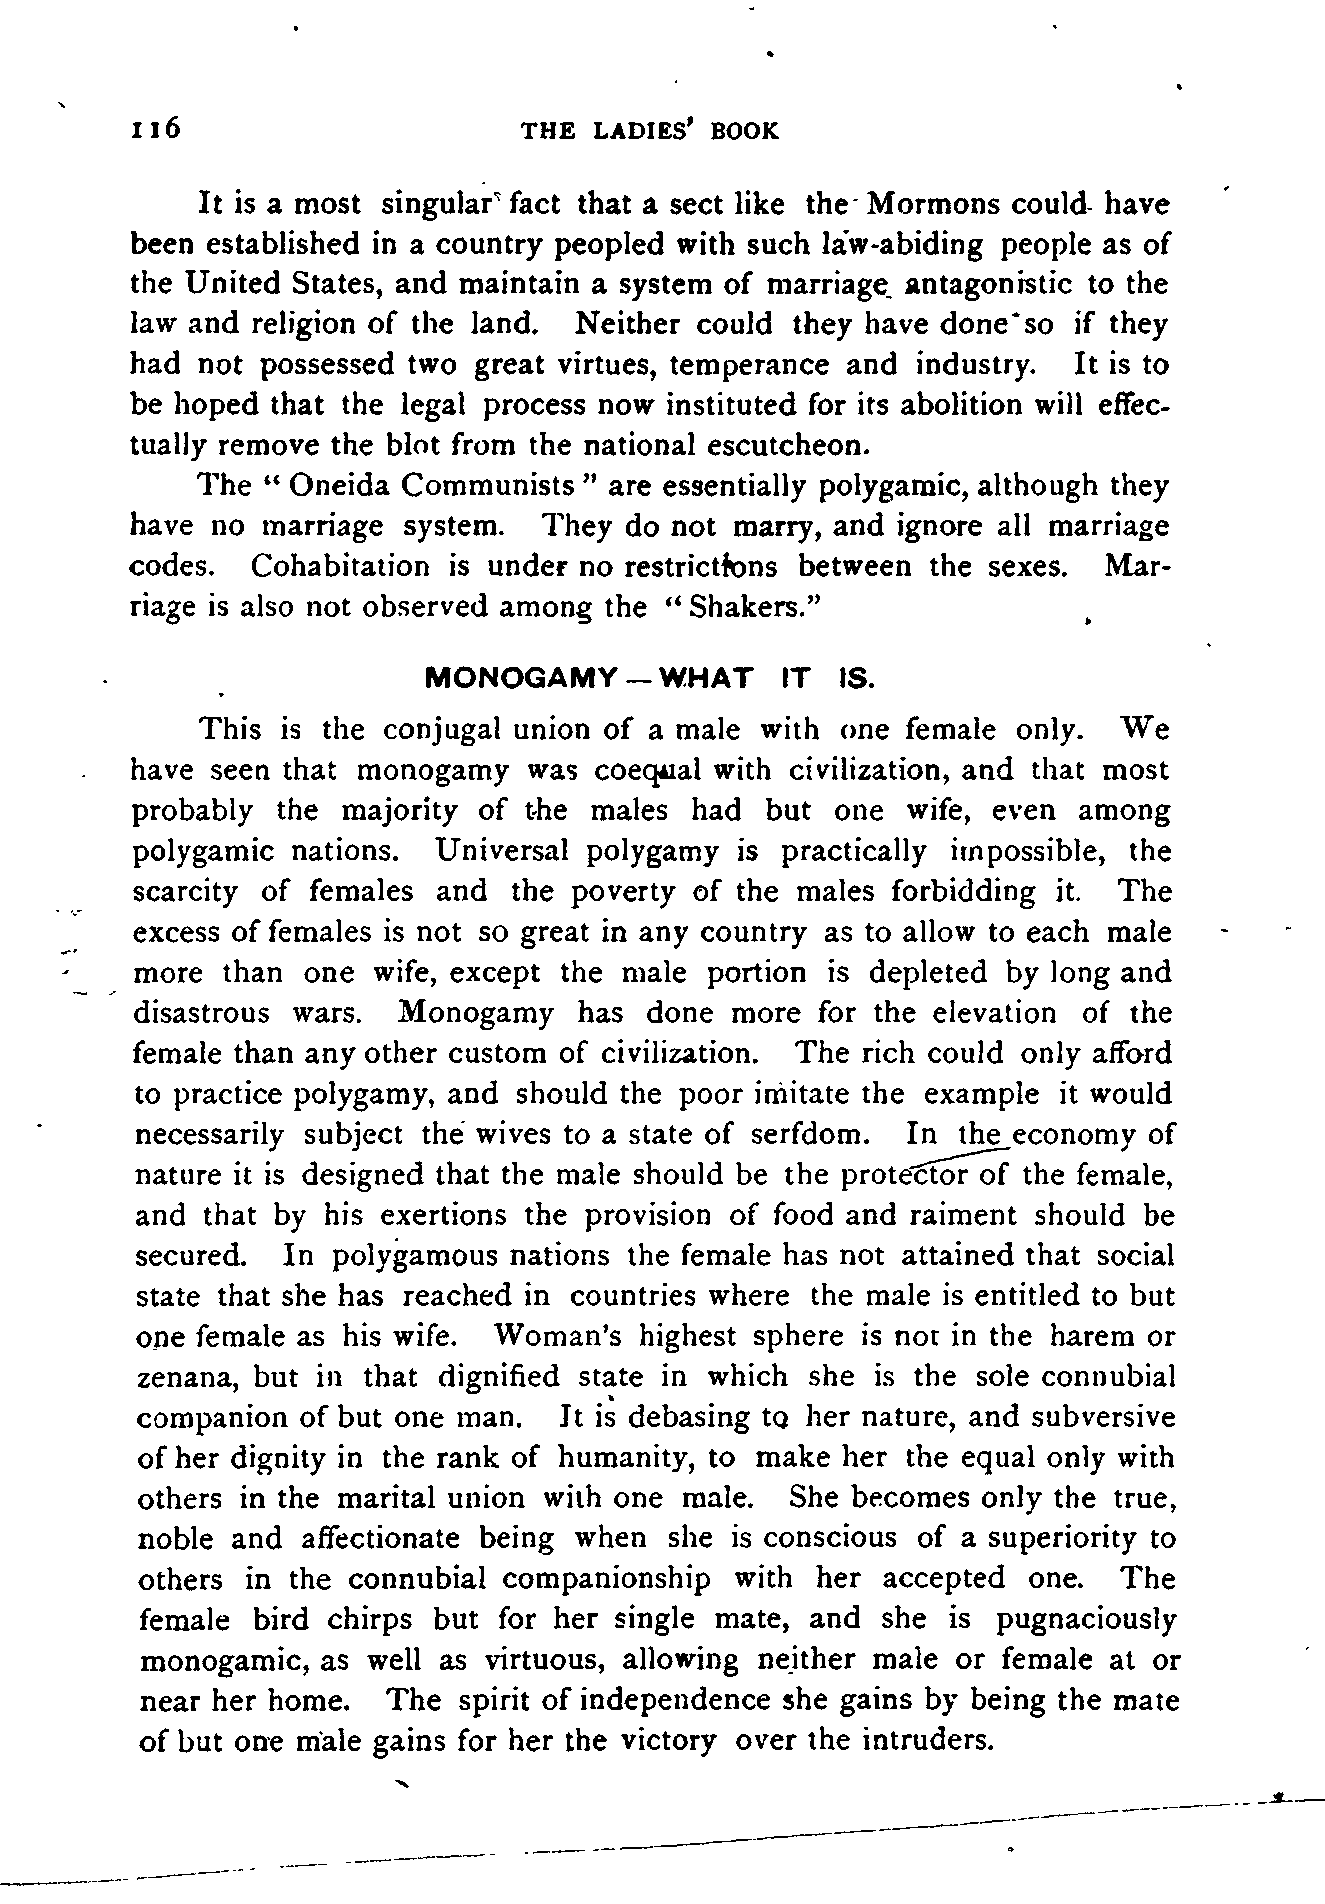 116 THE LADIES' BOOK
It is a most singular fact that a sect like the Mormons could have
been established in a country peopled with such law-abiding people as of
the United States, and maintain a system of marriage antagonistic to the
law and religion of the land. Neither could they have done so if they
had not possessed two great virtues, temperance and industry. It is to
be hoped that the legal process now instituted for its abolition will effec-
tually remove the blot from the national escutcheon.
The “ Oneida Communists ” are essentially polygamic, although they
have no marriage system. They do not marry, and ignore all marriage
codes. Cohabitation is under no restrictions between the sexes. Mar-
riage is also not observed among the “ Shakers.”
MONOGAMY — WHAT IT IS.
This is the conjugal union of a male with one female only. We
have seen that monogamy was coequal with civilization, and that most
probably the majority of the males had but one wife, even among
polygamic nations. Universal polygamy is practically impossible, the
scarcity of females and the poverty of the males forbidding it. The
excess of females is not so great in any country as to allow to each male
more than one wife, except the male portion is depleted by long and
disastrous wars. Monogamy has done more for the elevation of the
female than any other custom of civilization. The rich could only afford
to practice polygamy, and should the poor imitate the example it would
necessarily subject the wives to a state of serfdom. In the economy of
nature it is designed that the male should be the protector of the female,
and that by his exertions the provision of food and raiment should be
secured. In polygamous nations the female has not attained that social
state that she has reached in countries where the male is entitled to but
one female as his wife. Woman's highest sphere is not in the harem or
zenana, but in that dignified state in which she is the sole connubial
companion of but one man. It is debasing to her nature, and subversive
of her dignity in the rank of humanity, to make her the equal only with
others in the marital union with one male. She becomes only the true,
noble and affectionate being when she is conscious of a superiority to
others in the connubial companionship with her accepted one. The
female bird chirps but for her single mate, and she is pugnaciously
monogamic, as well as virtuous, allowing neither male or female at or
near her home. The spirit of independence she gains by being the mate
of but one male gains for her the victory over the intruders.